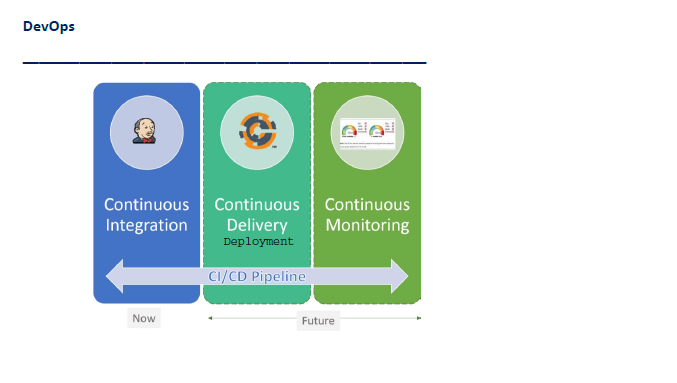 DevOps
Continuous
Integration
Continuous
Delivery
Deployment
Continuous
Monitoring
CI/CD Pipeline
Now
Future